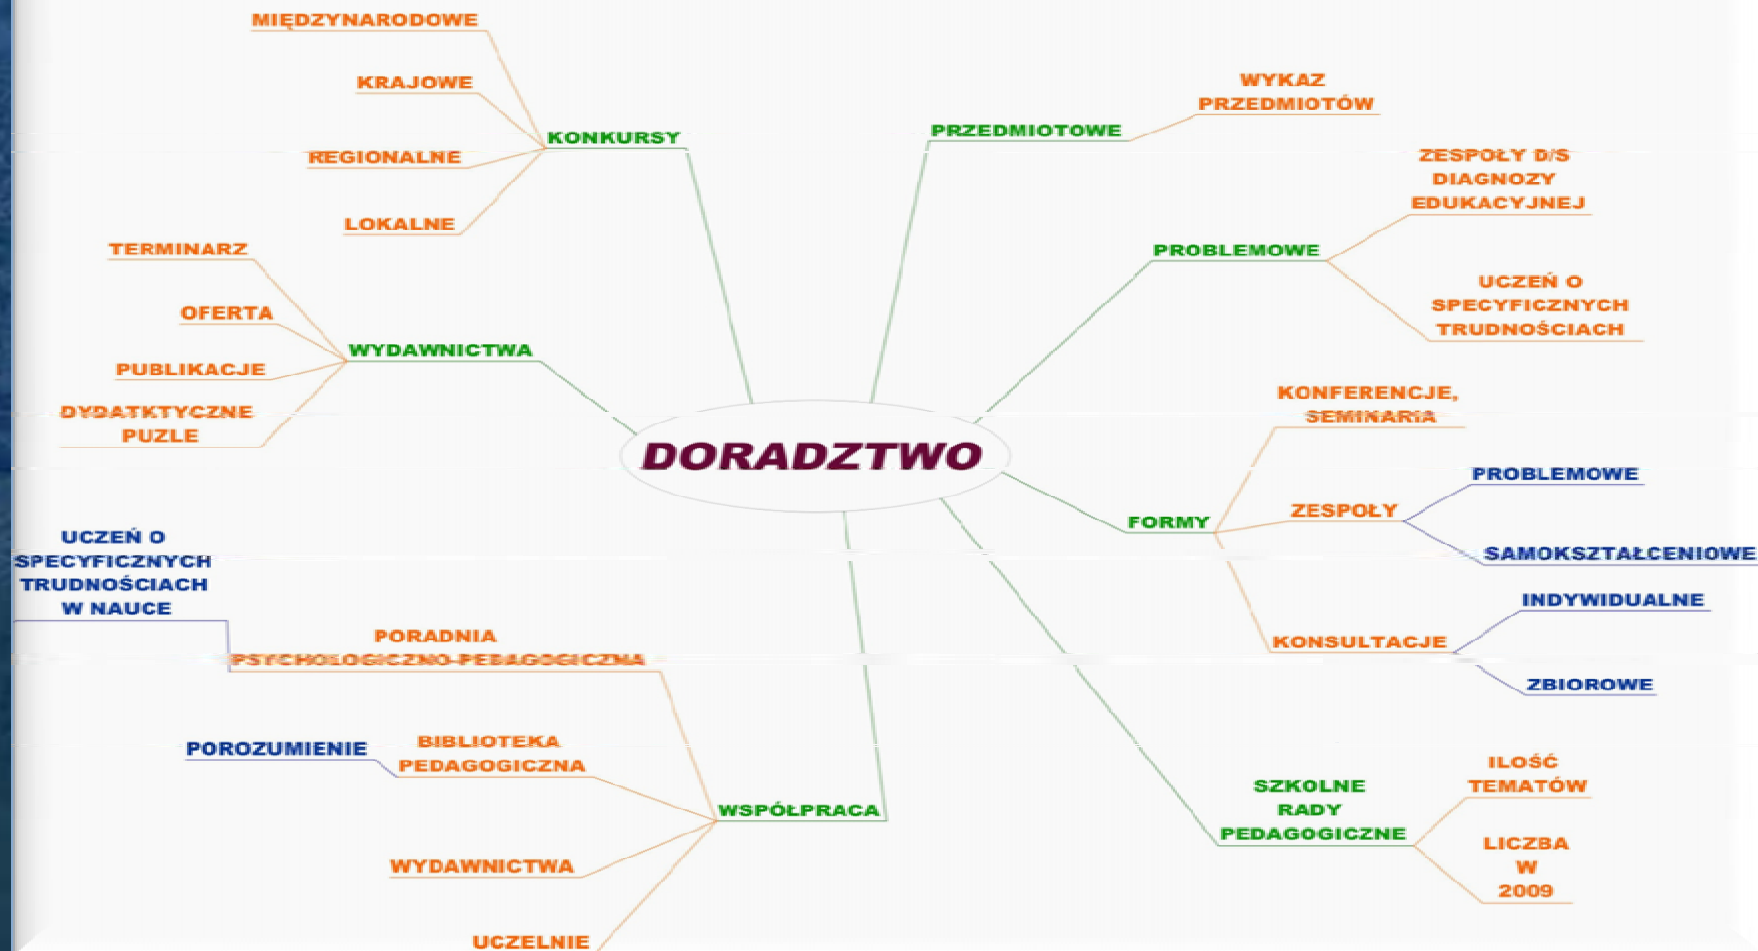 MIĘDZYNARODOWE
KRAJOWE
KONKURSY
REGIONALNE
LOKALNE
TERMINARZ
OFERTA
WYDAWNICTWA
PUBLIKACJE
DYDATKTYCZNE
PUZLE
PRZEDMIOTOWE
WYKAZ
PRZEDMIOTÓW
ZESPOŁY D/S
DIAGNOZY
EDUKACYJNEJ
PROBLEMOWE
UCZEŃ O
SPECYFICZNYCH
TRUDNOŚCIACH
DORADZTWO
KONFERENCJE,
SEMINARIA
FORMY
ZESPOŁY
PROBLEMOWE
SAMOKSZTAŁCENIOWE
KONSULTACJE
INDYWIDUALNE
ZBIOROWE
UCZEŃ O
SPECYFICZNYCH
TRUDNOŚCIACH
W NAUCE
PORADNIA
PSYCHOLOGICZNO-PEDAGOGICZNA
POROZUMIENIE
BIBLIOTEKA
PEDAGOGICZNA
WSPÓŁPRACA
WYDAWNICTWA
UCZELNIE
SZKOLNE
RADY
PEDAGOGICZNE
ILOŚĆ
TEMATÓW
LICZBA
W
2009